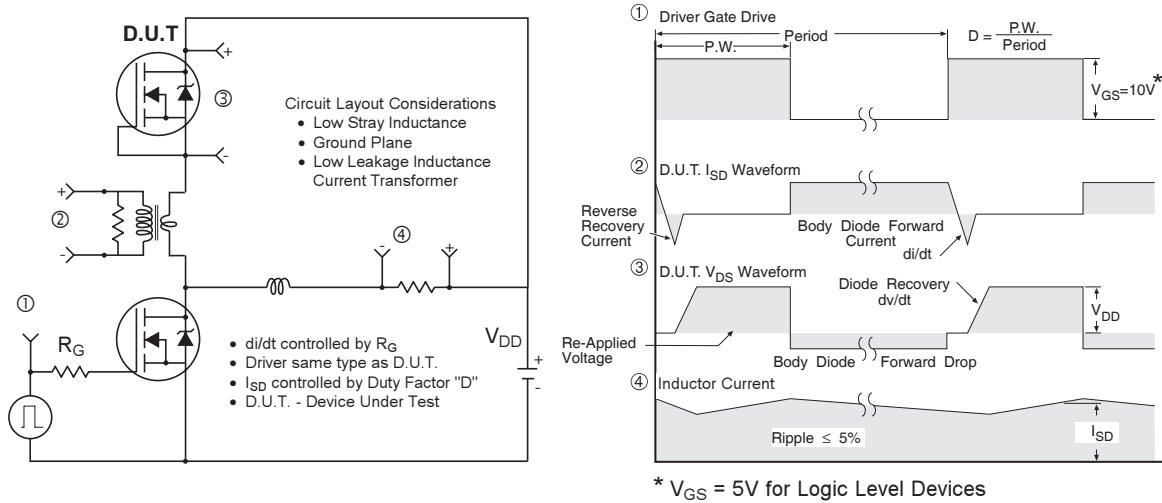 D.U.T
+
③
-
Circuit Layout Considerations
• Low Stray Inductance
• Ground Plane
• Low Leakage Inductance
Current Transformer
+
②
-
④
- +
①
R_G
V_DD
+
-
• di/dt controlled by R_G
• Driver same type as D.U.T.
• I_SD controlled by Duty Factor "D"
• D.U.T. - Device Under Test
① Driver Gate Drive
P.W.
Period
D = P.W. / Period
V_GS=10V*
② D.U.T. I_SD Waveform
Reverse
Recovery
Current
Body Diode Forward
Current
di/dt
③ D.U.T. V_DS Waveform
Diode Recovery
dv/dt
V_DD
Re-Applied
Voltage
Body Diode Forward Drop
④ Inductor Current
Ripple ≤ 5%
I_SD
* V_GS = 5V for Logic Level Devices